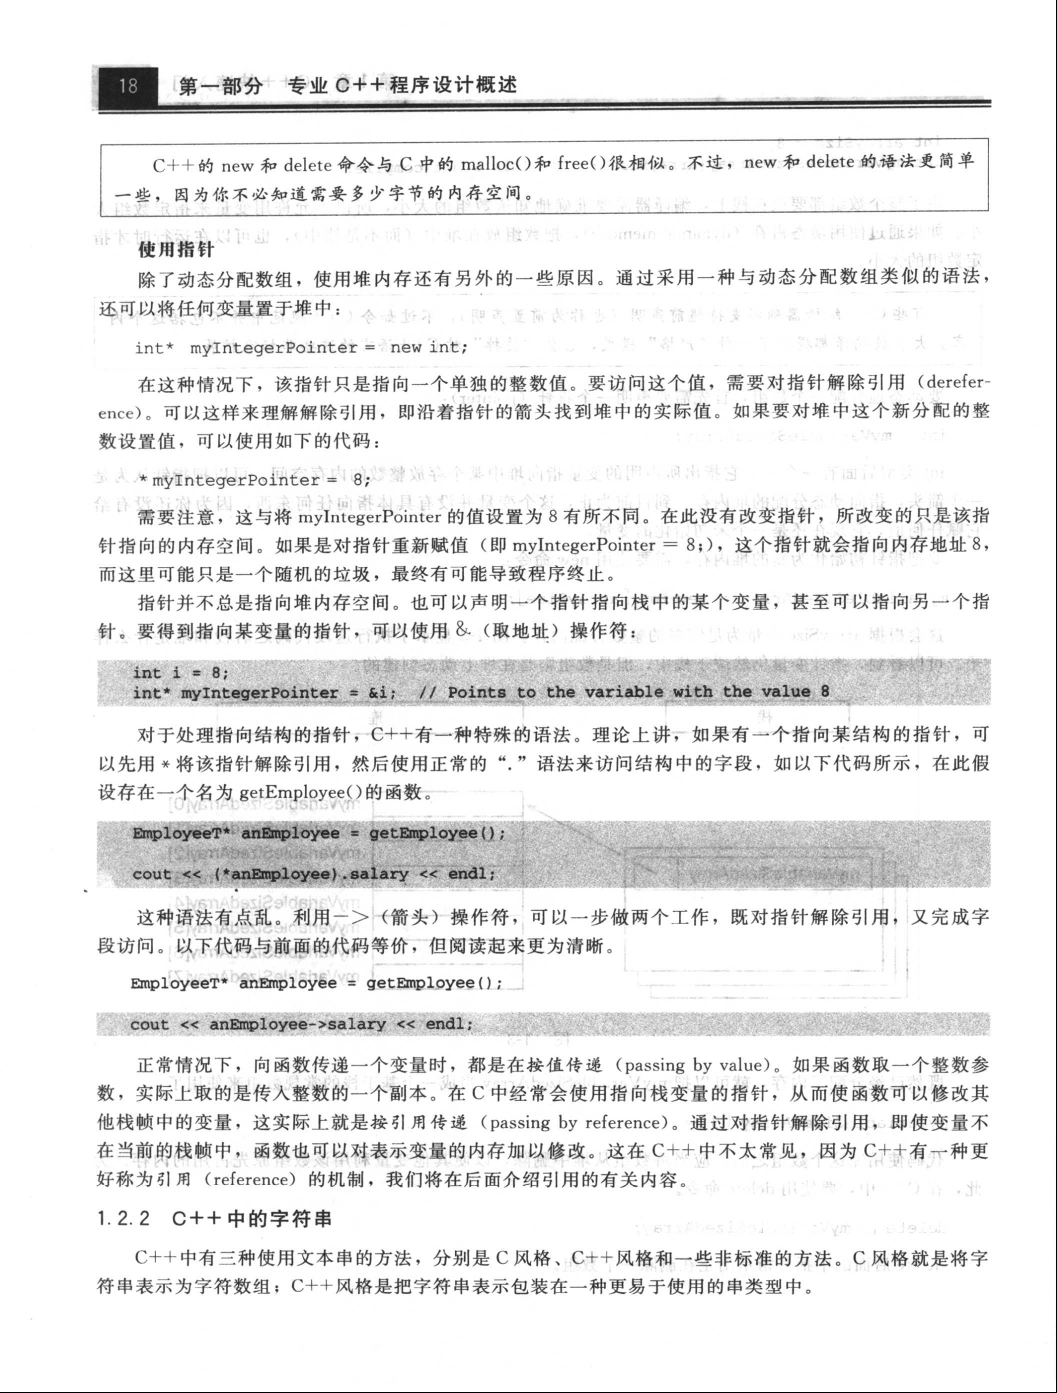 18 第一部分 专业 C++程序设计概述
C++的 new 和 delete 命令与 C 中的 malloc()和 free()很相似。不过，new 和 delete 的语法更简单
一些，因为你不必知道需要多少字节的内存空间。
使用指针
除了动态分配数组，使用堆内存还有另外的一些原因。通过采用一种与动态分配数组类似的语法，
还可以将任何变量置于堆中：
int* myIntegerPointer = new int;
在这种情况下，该指针只是指向一个单独的整数值。要访问这个值，需要对指针解除引用（derefer-
ence）。可以这样来理解解除引用，即沿着指针的箭头找到堆中的实际值。如果要对堆中这个新分配的整
数设置值，可以使用如下的代码：
* myIntegerPointer = 8;
需要注意，这与将 myIntegerPointer 的值设置为 8 有所不同。在此没有改变指针，所改变的只是该指
针指向的内存空间。如果是对指针重新赋值（即 myIntegerPointer = 8;），这个指针就会指向内存地址 8，
而这里可能只是一个随机的垃圾，最终有可能导致程序终止。
指针并不总是指向堆内存空间。也可以声明一个指针指向栈中的某个变量，甚至可以指向另一个指
针。要得到指向某变量的指针，可以使用 &（取地址）操作符：
int i = 8;
int* myIntegerPointer = &i; // Points to the variable with the value 8
对于处理指向结构的指针，C++有一种特殊的语法。理论上讲，如果有一个指向某结构的指针，可
以先用 * 将该指针解除引用，然后使用正常的“.”语法来访问结构中的字段，如以下代码所示，在此假
设存在一个名为 getEmployee()的函数。
EmployeeT* anEmployee = getEmployee();
cout << (*anEmployee).salary << endl;
这种语法有点乱。利用－>（箭头）操作符，可以一步做两个工作，既对指针解除引用，又完成字
段访问。以下代码与前面的代码等价，但阅读起来更为清晰。
EmployeeT* anEmployee = getEmployee();
cout << anEmployee->salary << endl;
正常情况下，向函数传递一个变量时，都是在按值传递（passing by value）。如果函数取一个整数参
数，实际上取的是传入整数的一个副本。在 C 中经常会使用指向栈变量的指针，从而使函数可以修改其
他栈帧中的变量，这实际上就是按引用传递（passing by reference）。通过对指针解除引用，即使变量不
在当前的栈帧中，函数也可以对表示变量的内存加以修改。这在 C++中不太常见，因为 C++有一种更
好称为引用（reference）的机制，我们将在后面介绍引用的有关内容。
1.2.2 C++中的字符串
C++中有三种使用文本串的方法，分别是 C 风格、C++风格和一些非标准的方法。C 风格就是将字
符串表示为字符数组；C++风格是把字符串表示包装在一种更易于使用的串类型中。